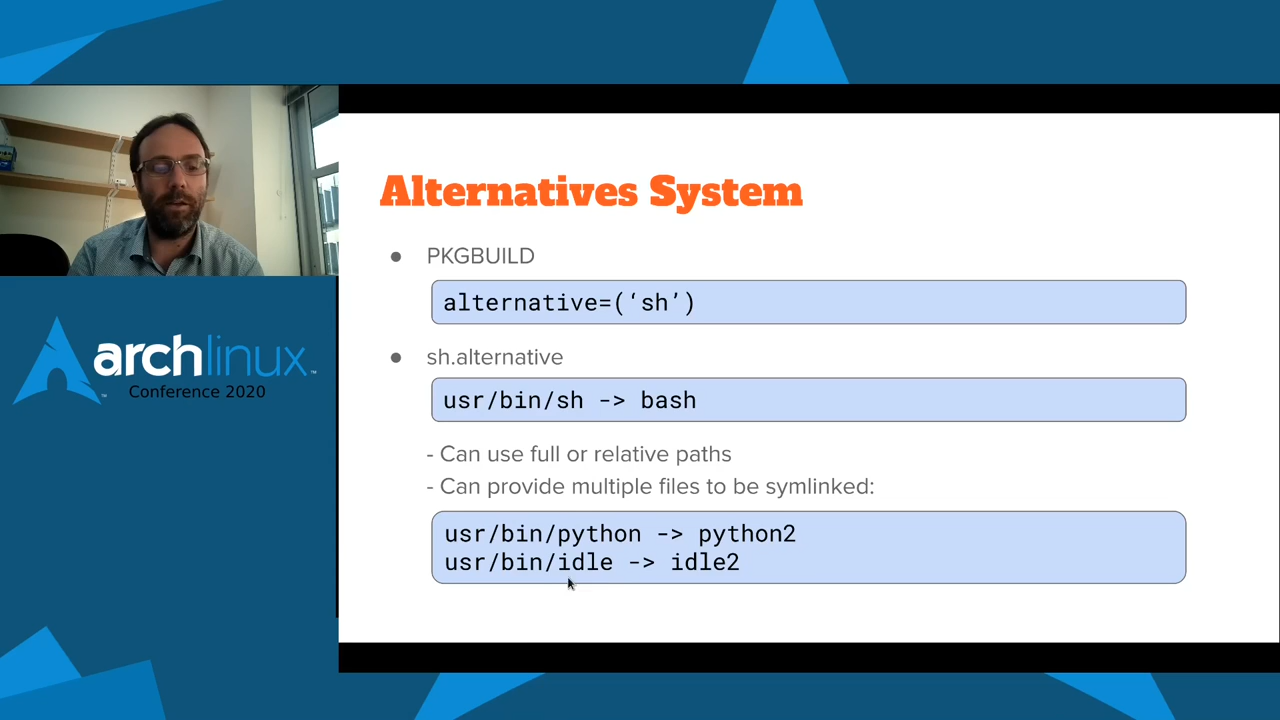 Alternatives System
● PKGBUILD
alternative=(‘sh’)
● sh.alternative
usr/bin/sh -> bash
- Can use full or relative paths
- Can provide multiple files to be symlinked:
usr/bin/python -> python2
usr/bin/idle -> idle2
archlinux™
Conference 2020